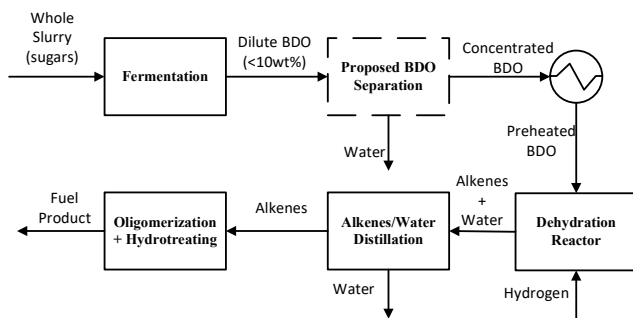 Whole
Slurry
(sugars)
Fermentation
Dilute BDO
(<10wt%)
Proposed BDO
Separation
Concentrated
BDO
Water
Preheated
BDO
Fuel
Product
Oligomerization
+ Hydrotreating
Alkenes
Alkenes/Water
Distillation
Alkenes
+
Water
Dehydration
Reactor
Water
Hydrogen